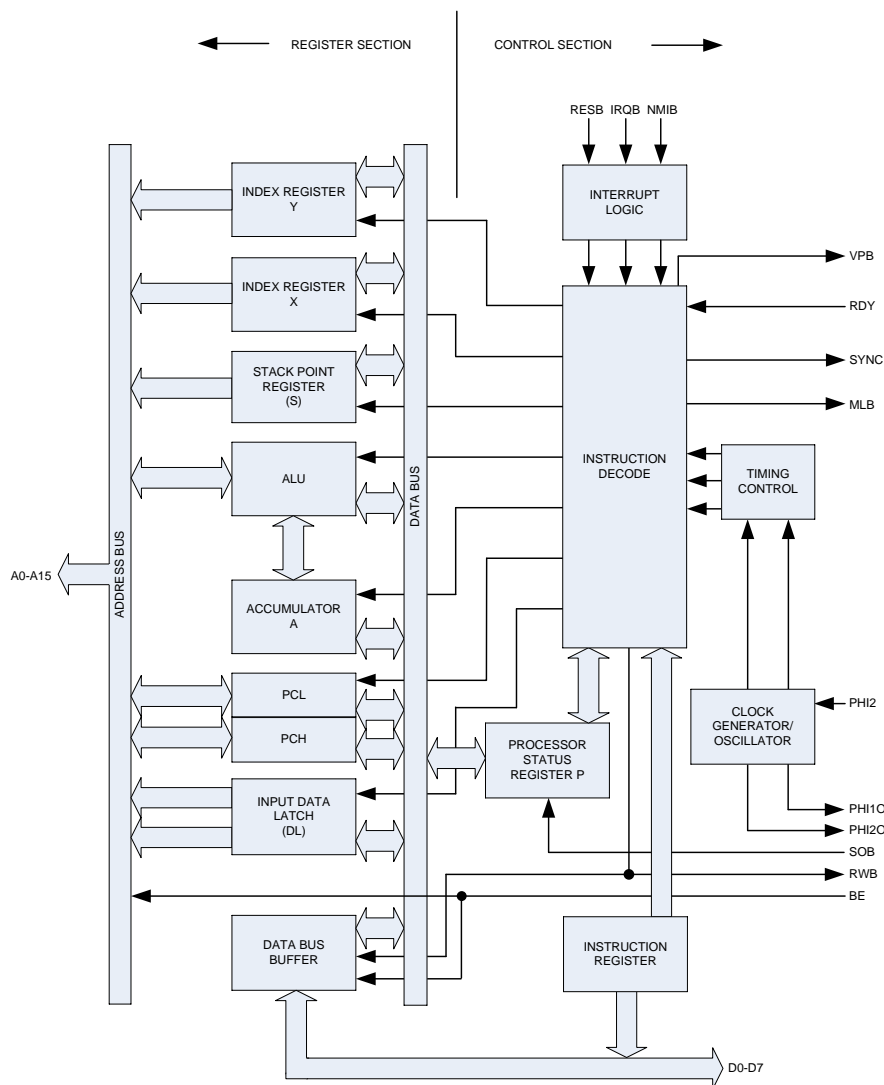 REGISTER SECTION
CONTROL SECTION
RESB IRQB NMIB
INDEX REGISTER
Y
INTERRUPT
LOGIC
VPB
INDEX REGISTER
X
RDY
STACK POINT
REGISTER
(S)
SYNC
MLB
ALU
INSTRUCTION
DECODE
TIMING
CONTROL
DATA BUS
ADDRESS BUS
A0-A15
ACCUMULATOR
A
PCL
PCH
PROCESSOR
STATUS
REGISTER P
CLOCK
GENERATOR/
OSCILLATOR
PHI2
INPUT DATA
LATCH
(DL)
PHI1O
PHI2O
SOB
RWB
BE
DATA BUS
BUFFER
INSTRUCTION
REGISTER
D0-D7